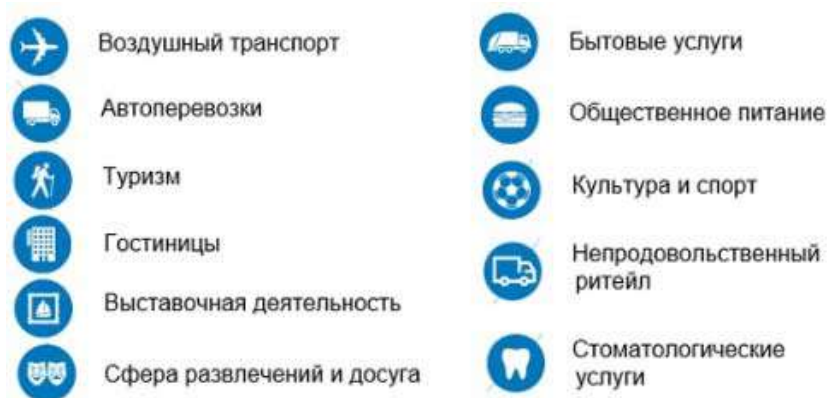 Воздушный транспорт
Автоперевозки
Туризм
Гостиницы
Выставочная деятельность
Сфера развлечений и досуга
Бытовые услуги
Общественное питание
Культура и спорт
Непродовольственный
ритейл
Стоматологические
услуги